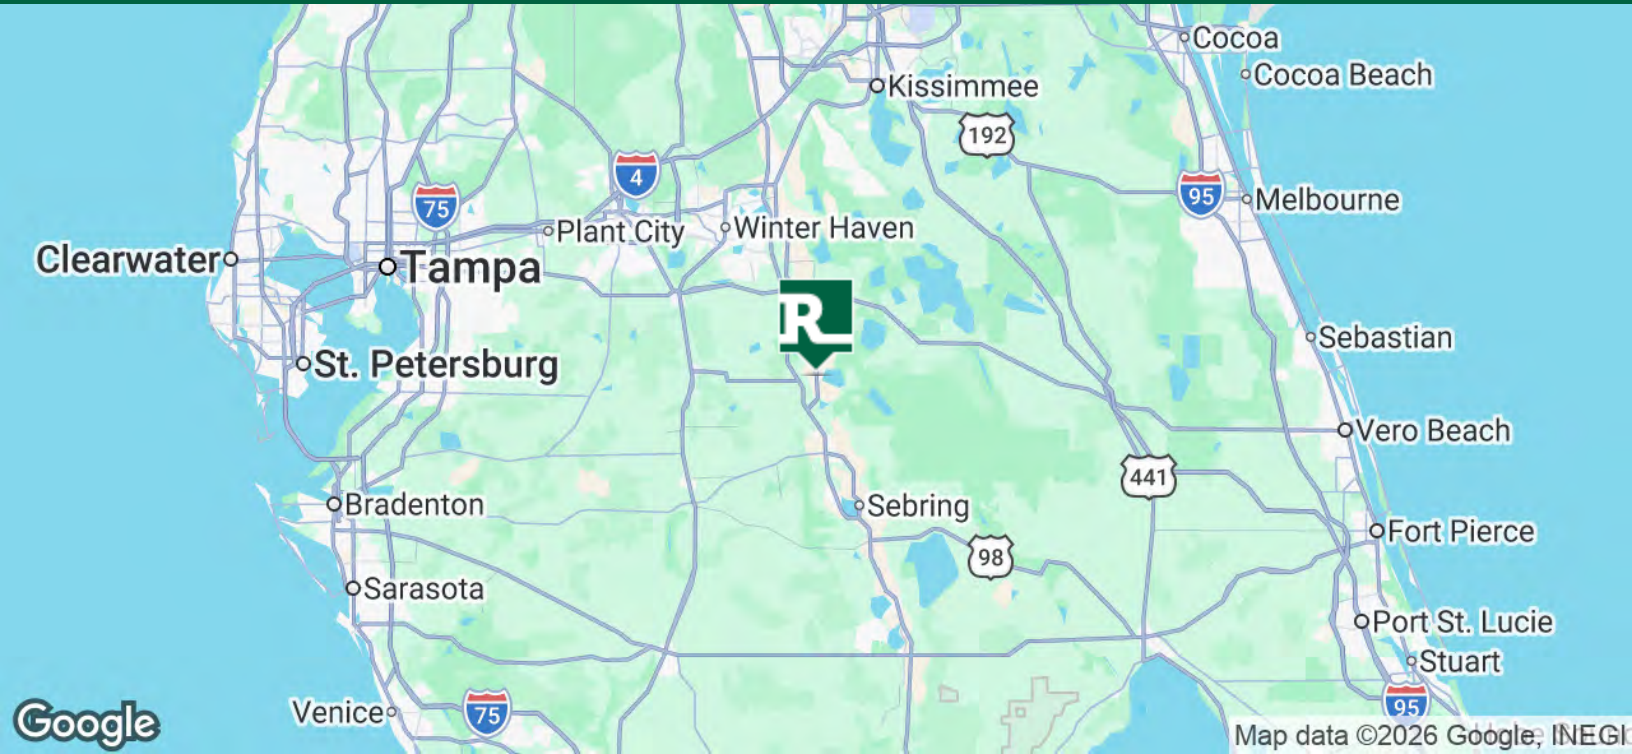 Cocoa
Cocoa Beach
Kissimmee
192
4
75
95
Melbourne
Plant City
Winter Haven
Clearwater
Tampa
R
Sebastian
St. Petersburg
Vero Beach
441
Bradenton
Sebring
Fort Pierce
98
Sarasota
Port St. Lucie
Stuart
Venice
75
95
Google
Map data ©2026 Google, INEGI